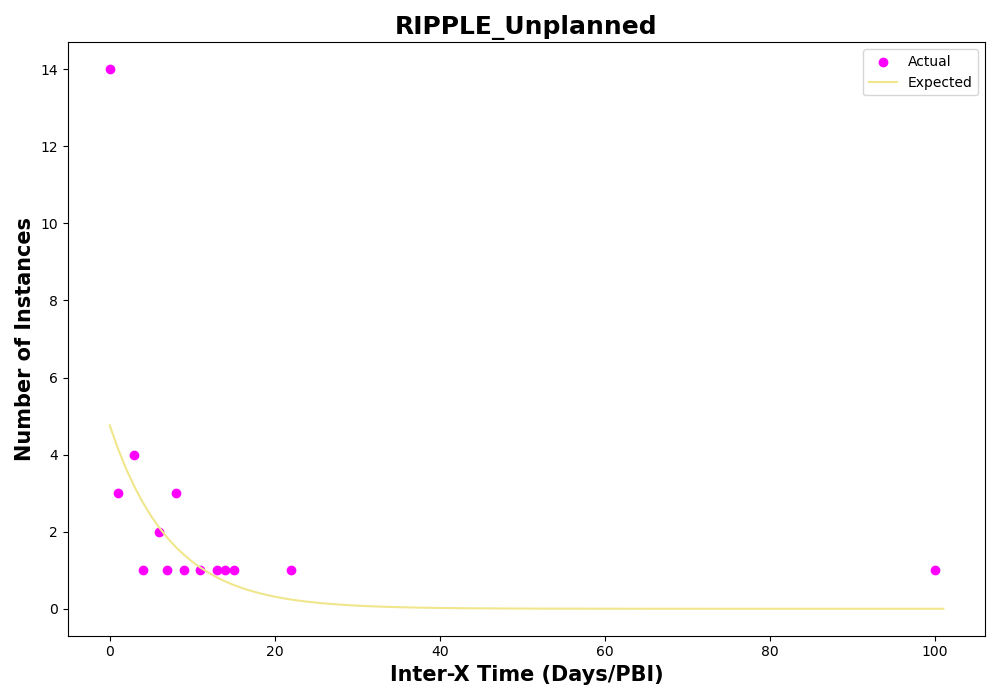 RIPPLE_Unplanned
Actual
Expected
14
12
10
8
6
4
2
0
Number of Instances
0 20 40 60 80 100
Inter-X Time (Days/PBI)